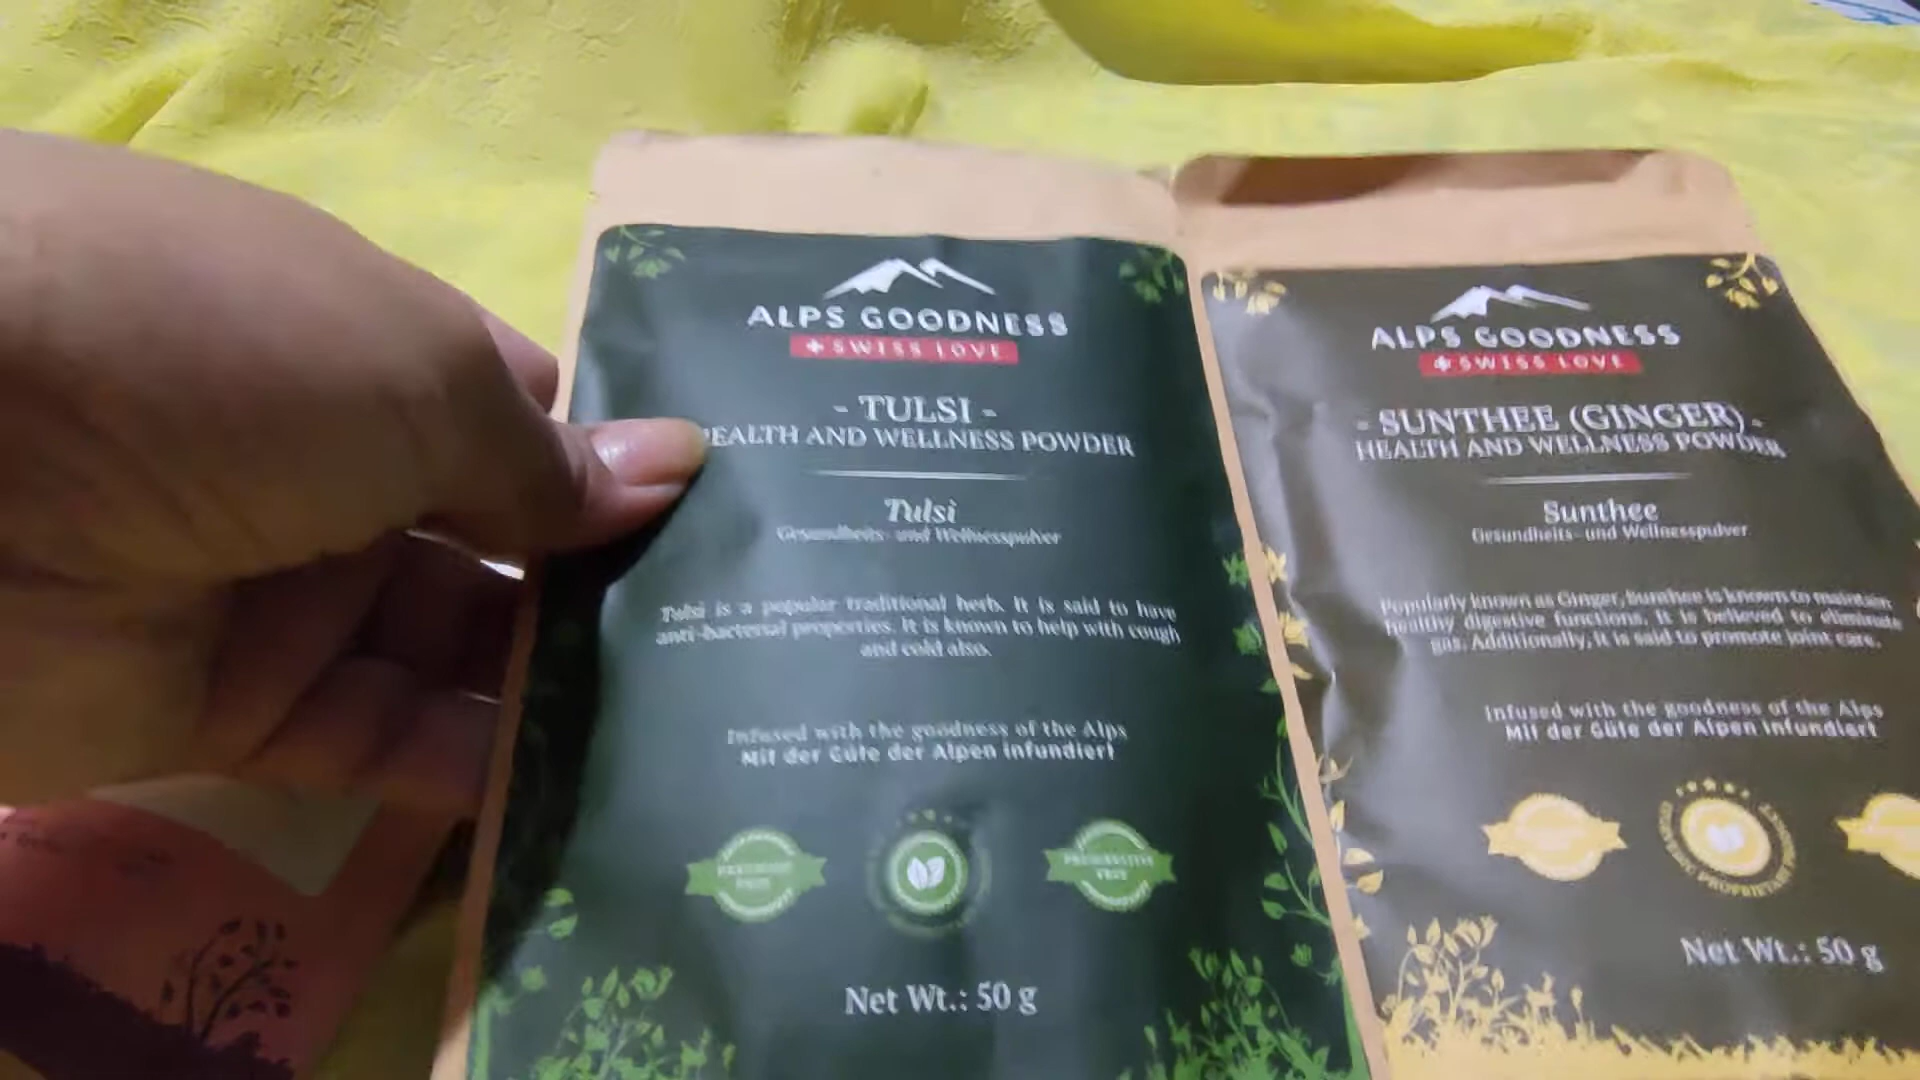 ALPS GOODNESS
SWISS LOVE
- TULSI -
HEALTH AND WELLNESS POWDER
Tulsi
Gesundheits- und Wellnesspulver
Tulsi is a popular traditional herb. It is said to have
anti-bacterial properties. It is known to help with cough
and cold also.
Infused with the goodness of the Alps
Mit der Güte der Alpen infundiert
Net Wt.: 50 g
ALPS GOODNESS
SWISS LOVE
- SUNTHEE (GINGER) -
HEALTH AND WELLNESS POWDER
Sunthee
Gesundheits- und Wellnesspulver
Popularly known as Ginger, Sunthee is known to maintain
healthy digestive functions. It is believed to eliminate
gas. Additionally, it is said to promote joint care.
Infused with the goodness of the Alps
Mit der Güte der Alpen infundiert
Net Wt.: 50 g